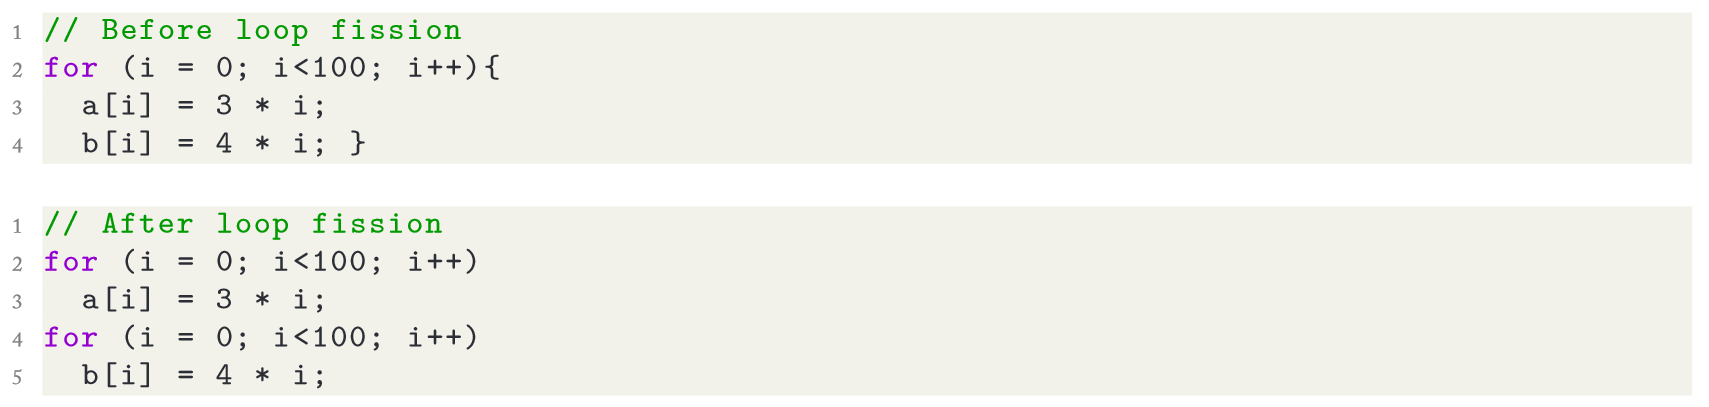 1 // Before loop fission
2 for (i = 0; i<100; i++){
3   a[i] = 3 * i;
4   b[i] = 4 * i; }
1 // After loop fission
2 for (i = 0; i<100; i++)
3   a[i] = 3 * i;
4 for (i = 0; i<100; i++)
5   b[i] = 4 * i;